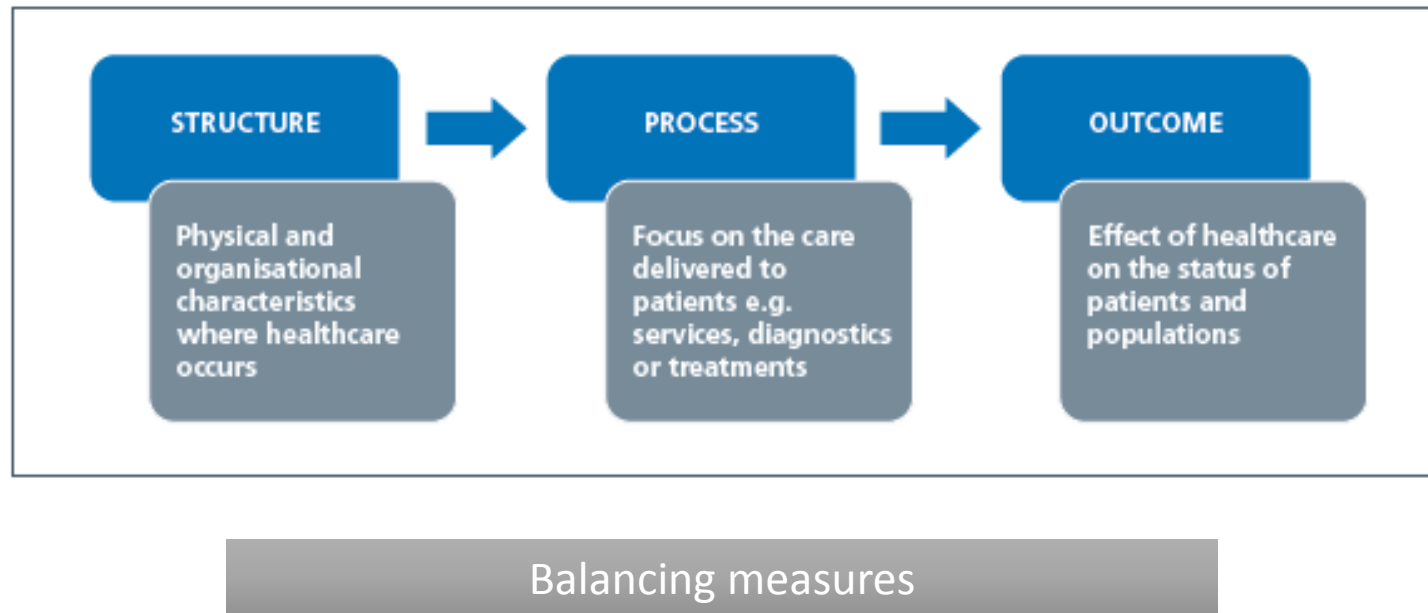 STRUCTURE
Physical and
organisational
characteristics
where healthcare
occurs
PROCESS
Focus on the care
delivered to
patients e.g.
services, diagnostics
or treatments
OUTCOME
Effect of healthcare
on the status of
patients and
populations
Balancing measures